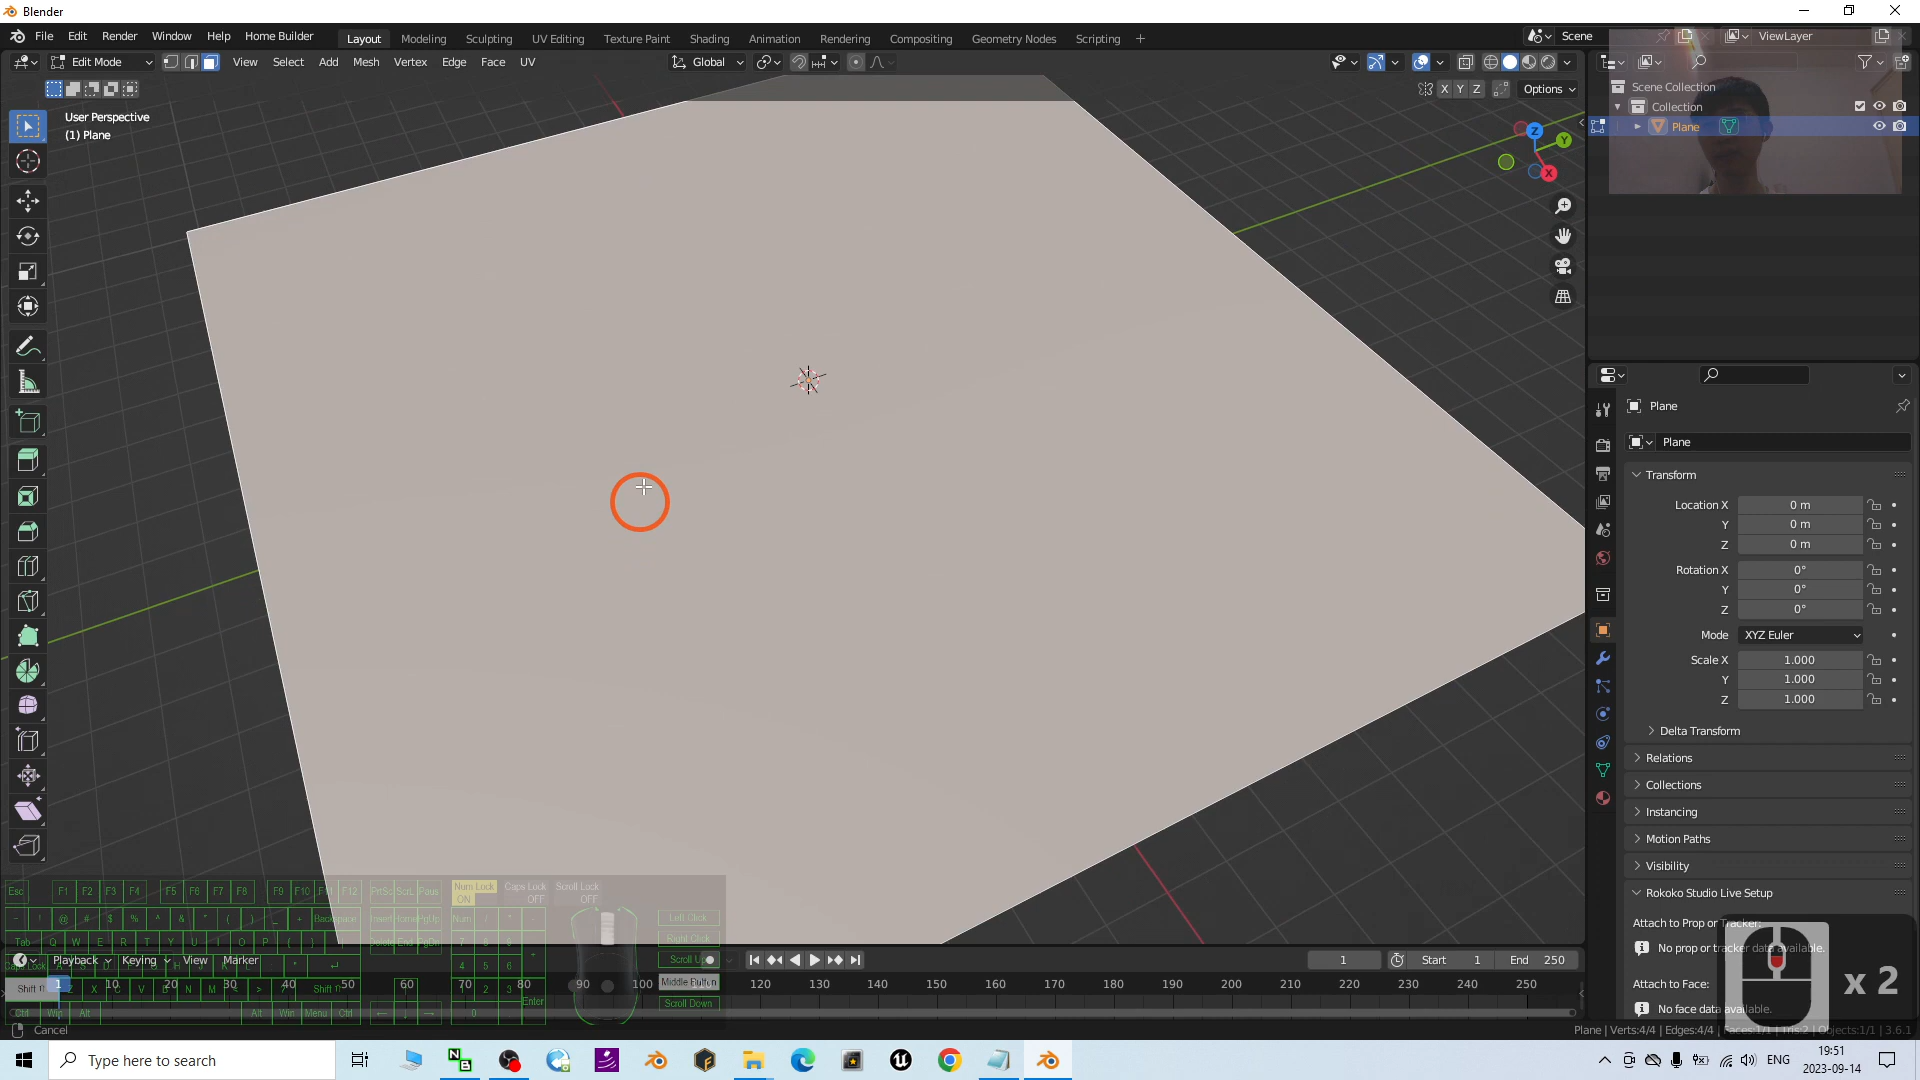 Blender
File Edit Render Window Help Home Builder
Layout Modeling Sculpting UV Editing Texture Paint Shading Animation Rendering Compositing Geometry Nodes Scripting +
Scene
ViewLayer
Edit Mode
View Select Add Mesh Vertex Edge Face UV
Global
X Y Z
Options
User Perspective
(1) Plane
Z
Y
X
Scene Collection
Collection
Plane
Plane
Plane
Transform
Location X 0 m
Y 0 m
Z 0 m
Rotation X 0°
Y 0°
Z 0°
Mode XYZ Euler
Scale X 1.000
Y 1.000
Z 1.000
Delta Transform
Relations
Collections
Instancing
Motion Paths
Visibility
Rokoko Studio Live Setup
Attach to Prop or Tracker:
No prop or tracker data available.
Attach to Face:
No face data available.
x 2
Esc F1 F2 F3 F4 F5 F6 F7 F8 F9 F10 F11 F12 PrtSc ScrL Paus
Num Lock Caps Lock Scroll Lock
ON OFF OFF
Left Click
Right Click
Scroll Up
Middle Button
Scroll Down
Playback Keying View Marker
1 Start 1 End 250
1 10 20 30 40 50 60 70 80 90 100 120 130 140 150 160 170 180 190 200 210 220 230 240 250
Cancel
Plane | Verts:4/4 | Edges:4/4 | Faces:1/1 | Tris:2 | Objects:1/1 | 3.6.1
Type here to search
ENG
19:51
2023-09-14